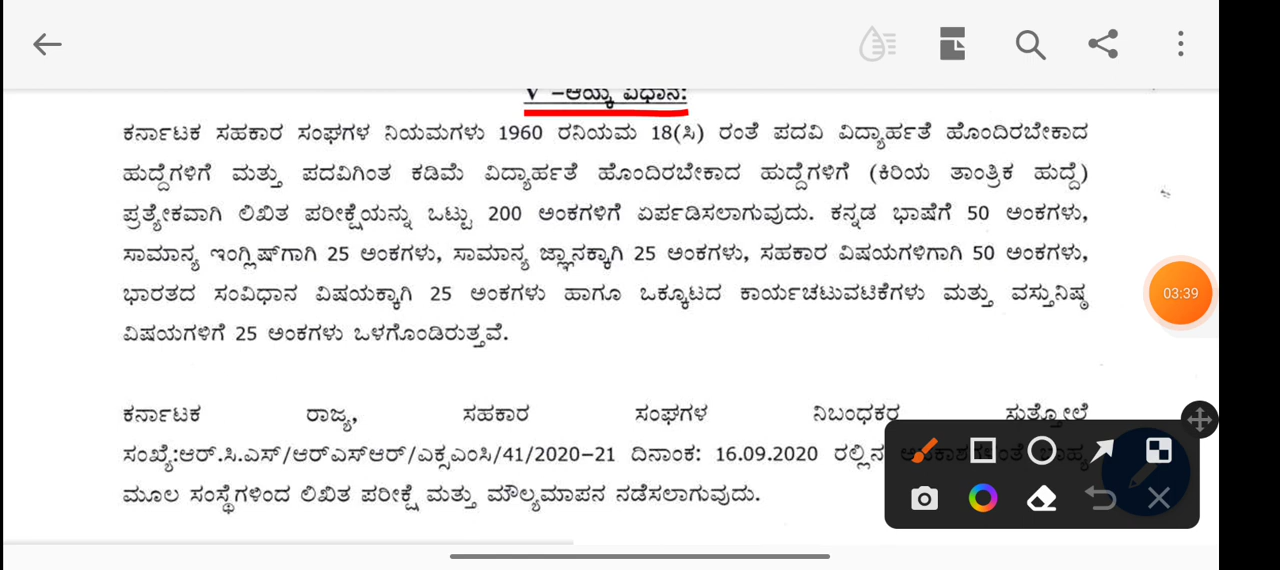 V –ಆಯ್ಕೆ ವಿಧಾನ:
ಕರ್ನಾಟಕ ಸಹಕಾರ ಸಂಘಗಳ ನಿಯಮಗಳು 1960 ರನಿಯಮ 18(ಸಿ) ರಂತೆ ಪದವಿ ವಿದ್ಯಾರ್ಹತೆ ಹೊಂದಿರಬೇಕಾದ
ಹುದ್ದೆಗಳಿಗೆ ಮತ್ತು ಪದವಿಗಿಂತ ಕಡಿಮೆ ವಿದ್ಯಾರ್ಹತೆ ಹೊಂದಿರಬೇಕಾದ ಹುದ್ದೆಗಳಿಗೆ (ಕಿರಿಯ ತಾಂತ್ರಿಕ ಹುದ್ದೆ)
ಪ್ರತ್ಯೇಕವಾಗಿ ಲಿಖಿತ ಪರೀಕ್ಷೆಯನ್ನು ಒಟ್ಟು 200 ಅಂಕಗಳಿಗೆ ಏರ್ಪಡಿಸಲಾಗುವುದು. ಕನ್ನಡ ಭಾಷೆಗೆ 50 ಅಂಕಗಳು,
ಸಾಮಾನ್ಯ ಇಂಗ್ಲಿಷ್‌ಗಾಗಿ 25 ಅಂಕಗಳು, ಸಾಮಾನ್ಯ ಜ್ಞಾನಕ್ಕಾಗಿ 25 ಅಂಕಗಳು, ಸಹಕಾರ ವಿಷಯಗಳಿಗಾಗಿ 50 ಅಂಕಗಳು,
ಭಾರತದ ಸಂವಿಧಾನ ವಿಷಯಕ್ಕಾಗಿ 25 ಅಂಕಗಳು ಹಾಗೂ ಒಕ್ಕೂಟದ ಕಾರ್ಯಚಟುವಟಿಕೆಗಳು ಮತ್ತು ವಸ್ತುನಿಷ್ಠ
03:39
ವಿಷಯಗಳಿಗೆ 25 ಅಂಕಗಳು ಒಳಗೊಂಡಿರುತ್ತವೆ.
ಕರ್ನಾಟಕ ರಾಜ್ಯ, ಸಹಕಾರ ಸಂಘಗಳ ನಿಬಂಧಕರ ಸುತ್ತೋಲೆ
ಸಂಖ್ಯೆ:ಆರ್.ಸಿ.ಎಸ್/ಆರ್‌ಎಸ್‌ಆರ್/ಎಕ್ಸಎಂಸಿ/41/2020–21 ದಿನಾಂಕ: 16.09.2020 ರಲ್ಲಿನ
ಮೂಲ ಸಂಸ್ಥೆಗಳಿಂದ ಲಿಖಿತ ಪರೀಕ್ಷೆ ಮತ್ತು ಮೌಲ್ಯಮಾಪನ ನಡೆಸಲಾಗುವುದು.